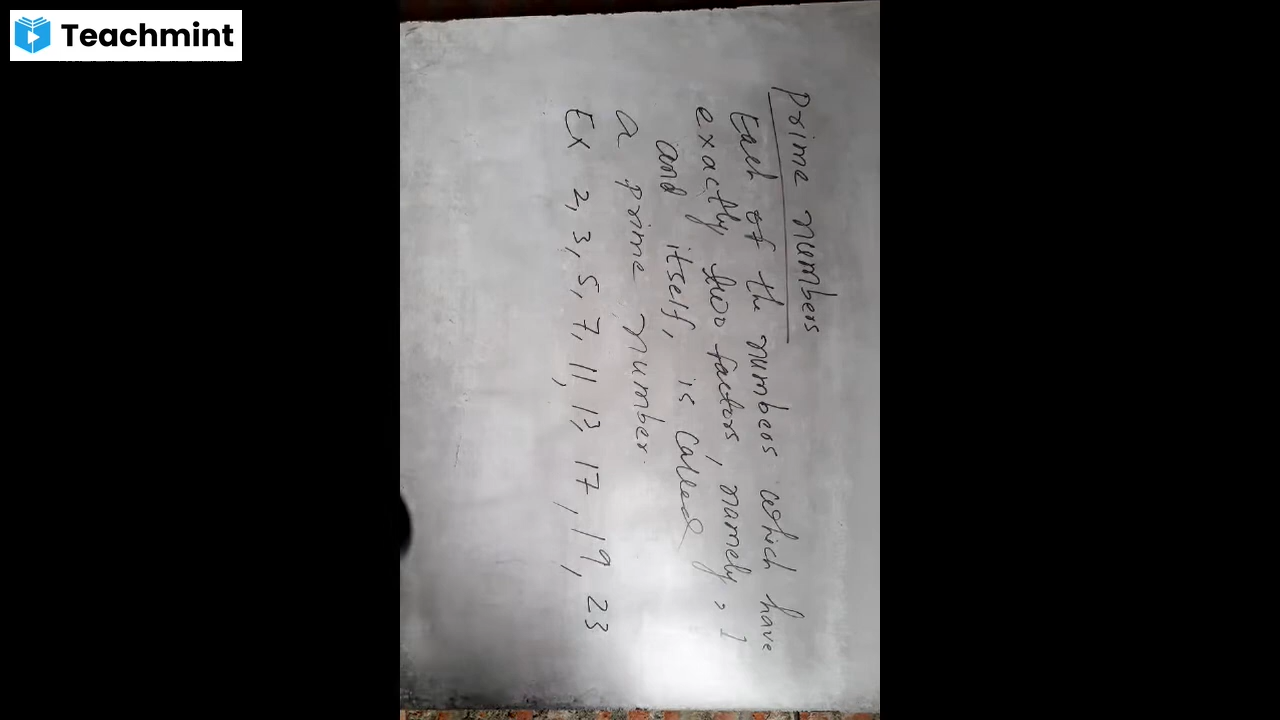 Teachmint
Prime numbers
Each of the numbers which have
exactly two factors, namely, 1
and itself, is called
a prime number.
Ex 2, 3, 5, 7, 11, 13, 17, 19, 23